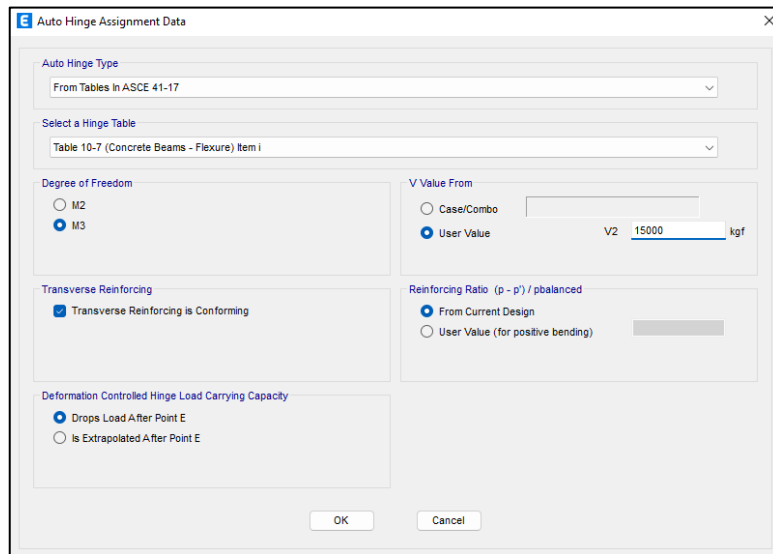 E Auto Hinge Assignment Data
Auto Hinge Type
From Tables In ASCE 41-17
Select a Hinge Table
Table 10-7 (Concrete Beams - Flexure) Item i
Degree of Freedom
M2
M3
V Value From
Case/Combo
User Value V2 15000 kgf
Transverse Reinforcing
Transverse Reinforcing is Conforming
Reinforcing Ratio (p - p') / pbalanced
From Current Design
User Value (for positive bending)
Deformation Controlled Hinge Load Carrying Capacity
Drops Load After Point E
Is Extrapolated After Point E
OK Cancel